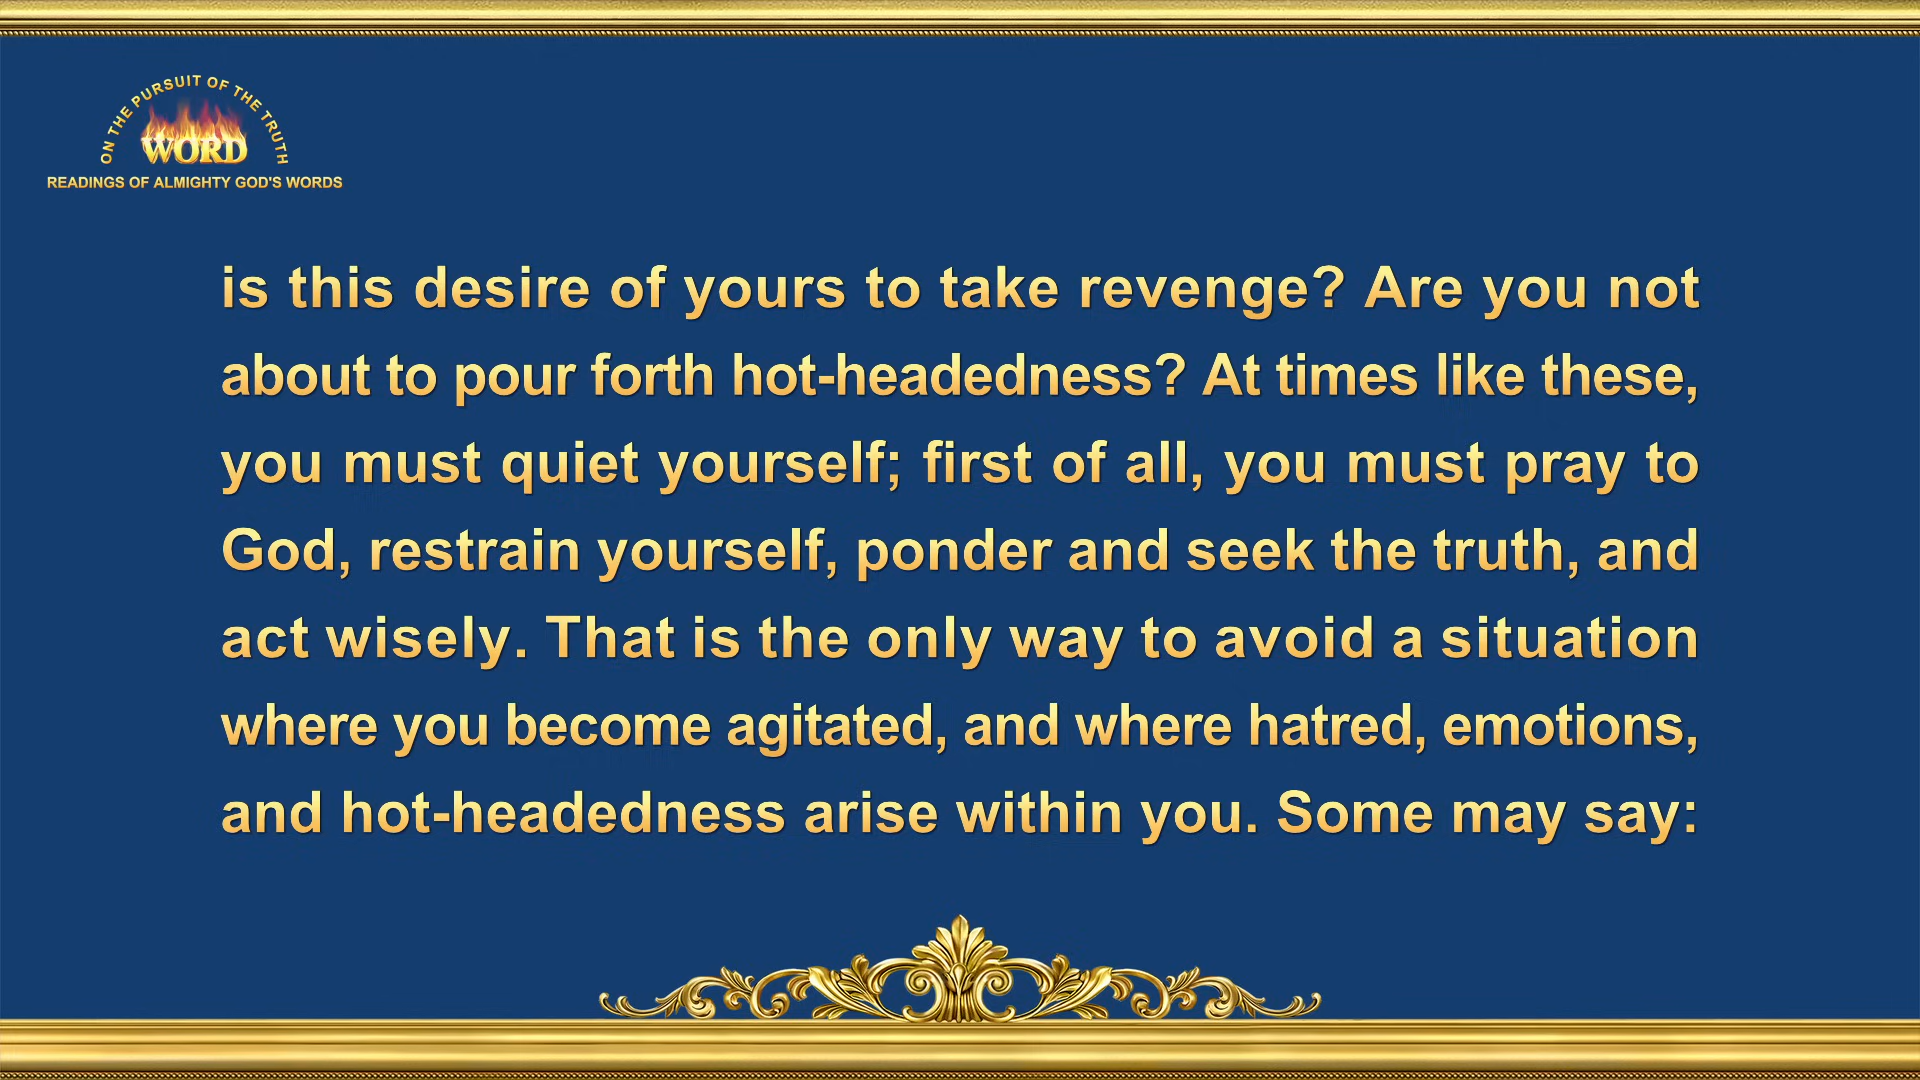 ON THE PURSUIT OF THE TRUTH
WORD
READINGS OF ALMIGHTY GOD'S WORDS
is this desire of yours to take revenge? Are you not
about to pour forth hot-headedness? At times like these,
you must quiet yourself; first of all, you must pray to
God, restrain yourself, ponder and seek the truth, and
act wisely. That is the only way to avoid a situation
where you become agitated, and where hatred, emotions,
and hot-headedness arise within you. Some may say: